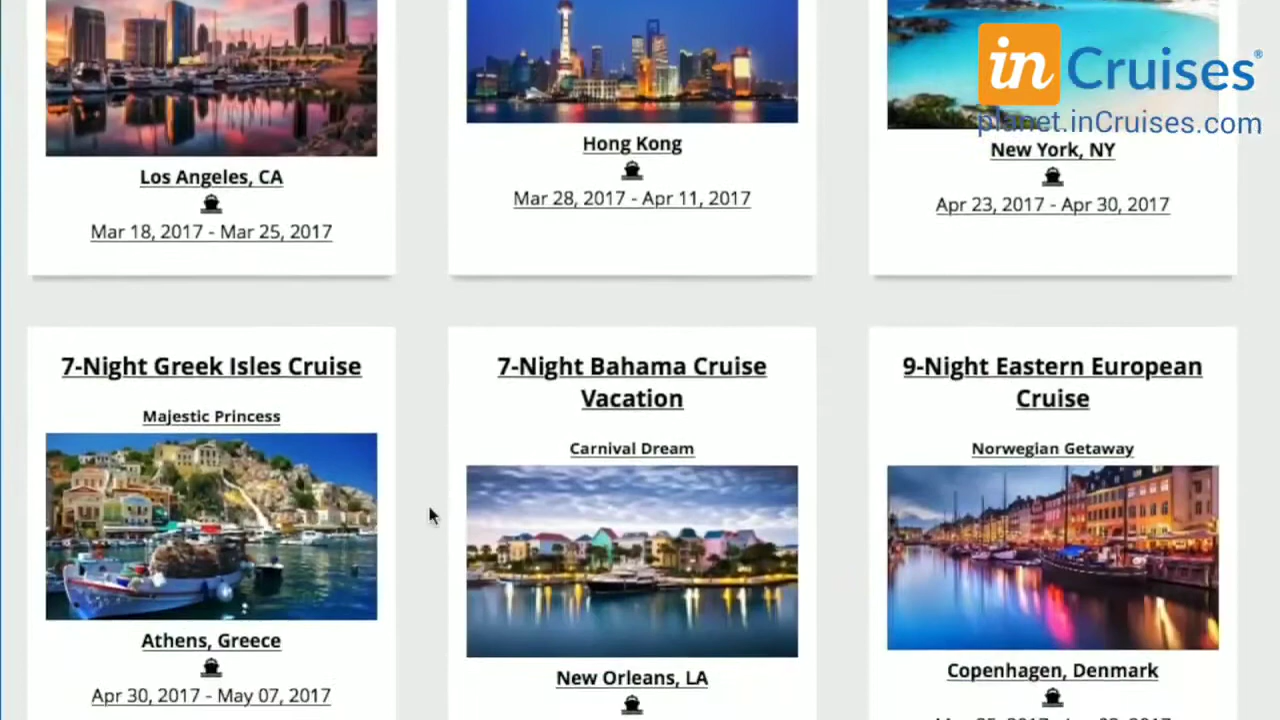 in Cruises®
planet.inCruises.com
Los Angeles, CA
Mar 18, 2017 - Mar 25, 2017
Hong Kong
Mar 28, 2017 - Apr 11, 2017
New York, NY
Apr 23, 2017 - Apr 30, 2017
7-Night Greek Isles Cruise
Majestic Princess
Athens, Greece
Apr 30, 2017 - May 07, 2017
7-Night Bahama Cruise
Vacation
Carnival Dream
New Orleans, LA
9-Night Eastern European
Cruise
Norwegian Getaway
Copenhagen, Denmark